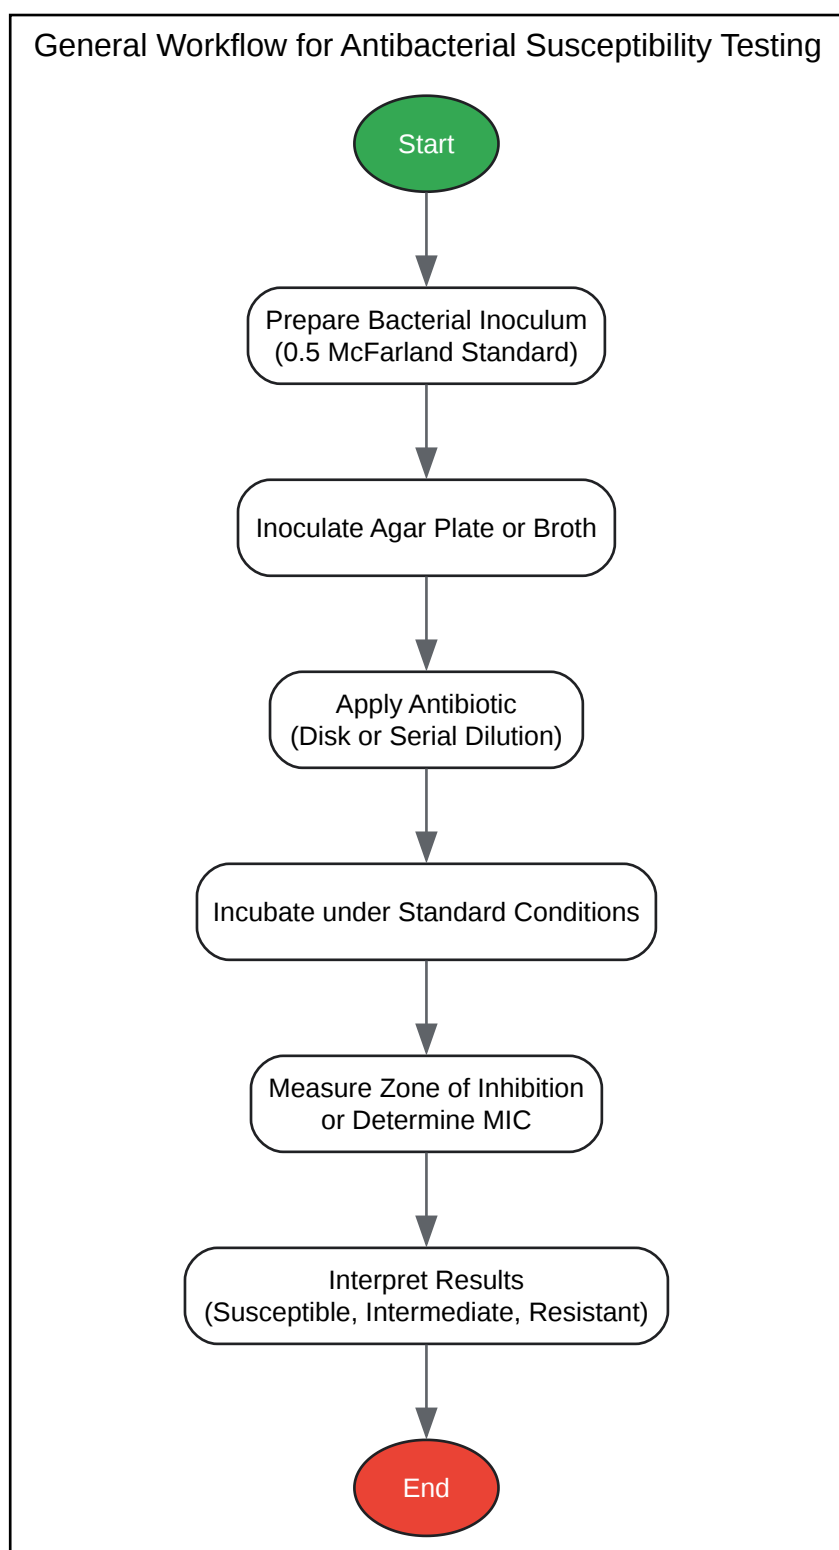 General Workflow for Antibacterial Susceptibility Testing
Start
Prepare Bacterial Inoculum
(0.5 McFarland Standard)
Inoculate Agar Plate or Broth
Apply Antibiotic
(Disk or Serial Dilution)
Incubate under Standard Conditions
Measure Zone of Inhibition
or Determine MIC
Interpret Results
(Susceptible, Intermediate, Resistant)
End